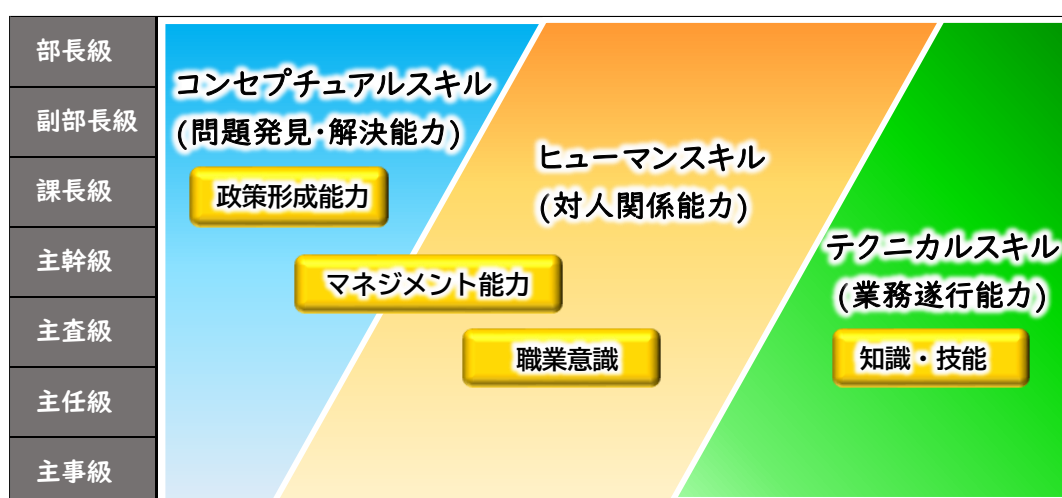 部長級
副部長級
課長級
主幹級
主査級
主任級
主事級
コンセプチュアルスキル
(問題発見・解決能力)
政策形成能力
マネジメント能力
ヒューマンスキル
(対人関係能力)
職業意識
テクニカルスキル
(業務遂行能力)
知識・技能